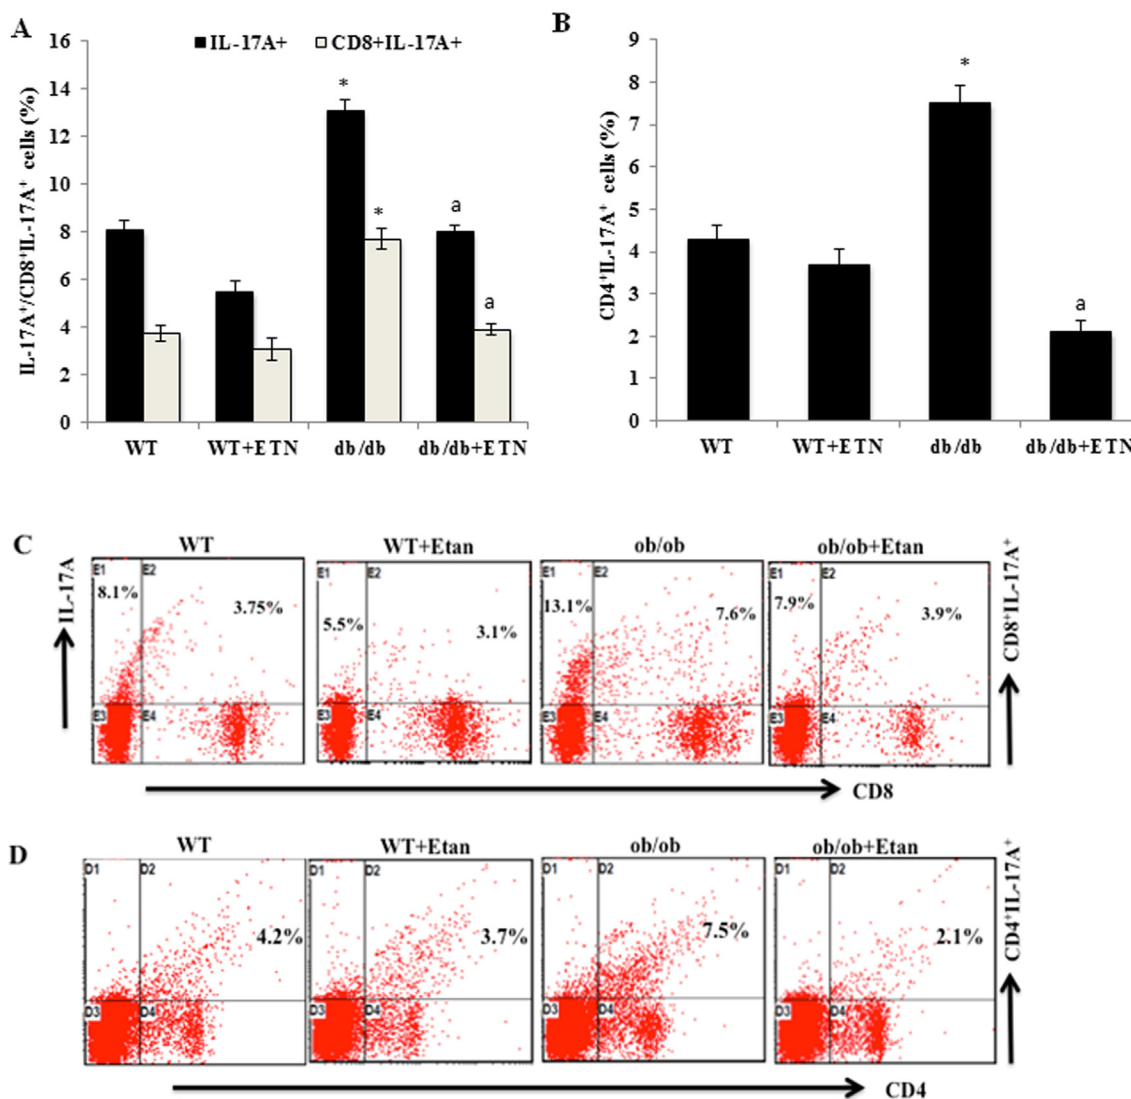 A
B
IL-17A+ CD8+IL-17A+
16
14
12
10
8
6
4
2
0
IL-17A⁺/CD8⁺IL-17A⁺ cells (%)
*
*
a
a
WT WT+ETN db/db db/db+ETN
9
8
7
6
5
4
3
2
1
0
CD4⁺IL-17A⁺ cells (%)
*
a
WT WT+ETN db/db db/db+ETN
C
WT WT+Etan ob/ob ob/ob+Etan
IL-17A
E1 E2 E1 E2 E1 E2 E1 E2
8.1% 3.75% 5.5% 3.1% 13.1% 7.6% 7.9% 3.9%
E3 E4 E3 E4 E3 E4 E3 E4
CD8⁺IL-17A⁺
CD8
D
WT WT+Etan ob/ob ob/ob+Etan
D1 D2 D1 D2 D1 D2 D1 D2
4.2% 3.7% 7.5% 2.1%
D3 D4 D3 D4 D3 D4 D3 D4
CD4⁺IL-17A⁺
CD4